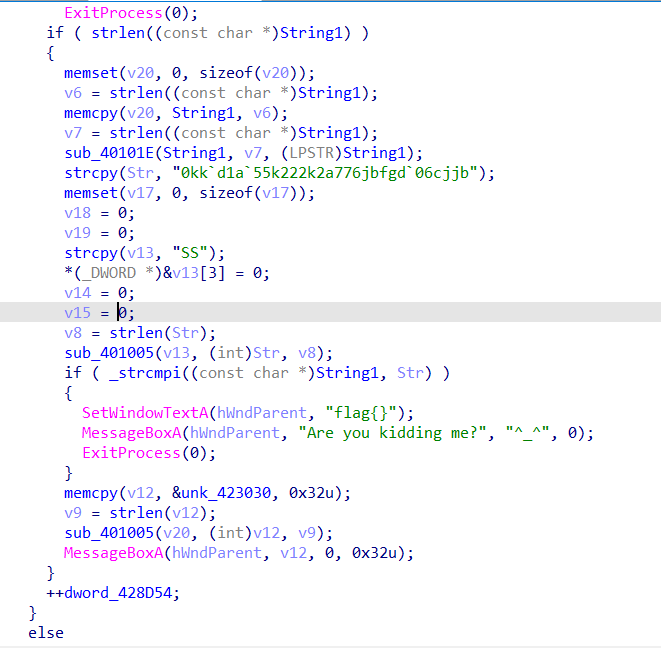 ExitProcess(0);
if ( strlen((const char *)String1) )
{
memset(v20, 0, sizeof(v20));
v6 = strlen((const char *)String1);
memcpy(v20, String1, v6);
v7 = strlen((const char *)String1);
sub_40101E(String1, v7, (LPSTR)String1);
strcpy(Str, "0kk`d1a`55k222k2a776jbfgd`06cjjb");
memset(v17, 0, sizeof(v17));
v18 = 0;
v19 = 0;
strcpy(v13, "SS");
*(_DWORD *)&v13[3] = 0;
v14 = 0;
v15 = 0;
v8 = strlen(Str);
sub_401005(v13, (int)Str, v8);
if ( _strcmpi((const char *)String1, Str) )
{
SetWindowTextA(hWndParent, "flag{}");
MessageBoxA(hWndParent, "Are you kidding me?", "^_^", 0);
ExitProcess(0);
}
memcpy(v12, &unk_423030, 0x32u);
v9 = strlen(v12);
sub_401005(v20, (int)v12, v9);
MessageBoxA(hWndParent, v12, 0, 0x32u);
}
++dword_428D54;
}
else